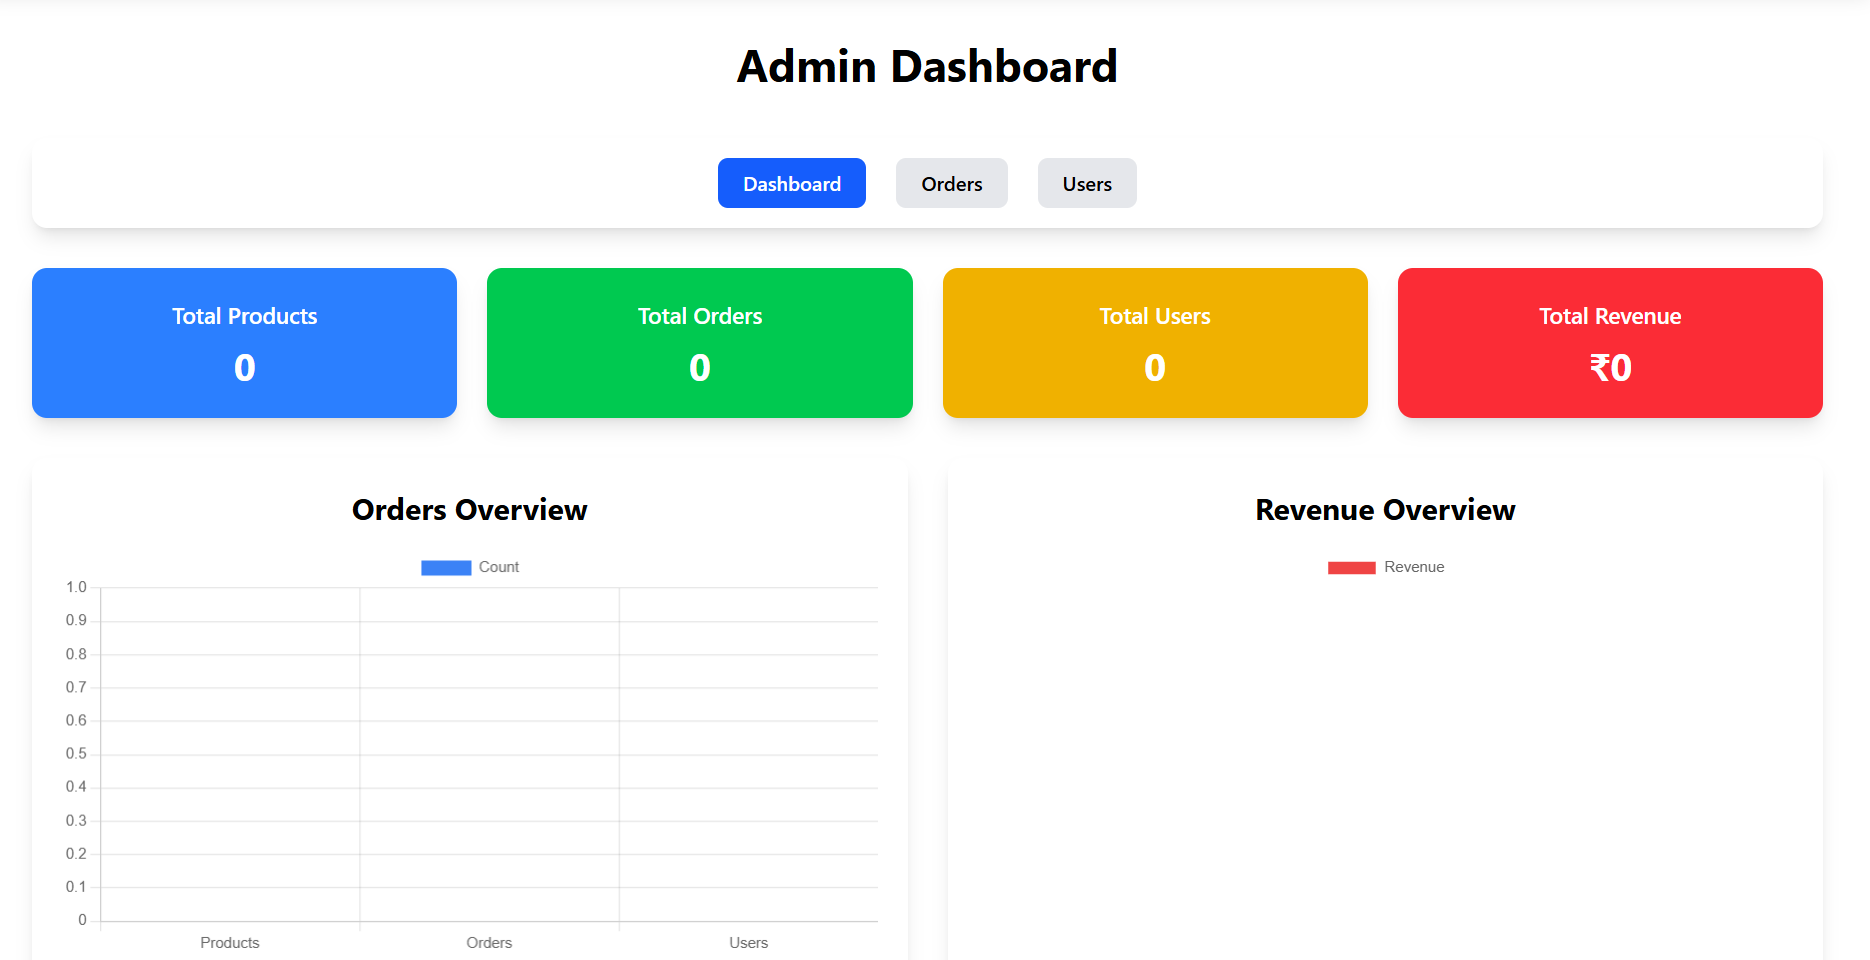 Admin Dashboard
Dashboard Orders Users
Total Products
0
Total Orders
0
Total Users
0
Total Revenue
₹0
Orders Overview
Count
1.0
0.9
0.8
0.7
0.6
0.5
0.4
0.3
0.2
0.1
0
Products Orders Users
Revenue Overview
Revenue